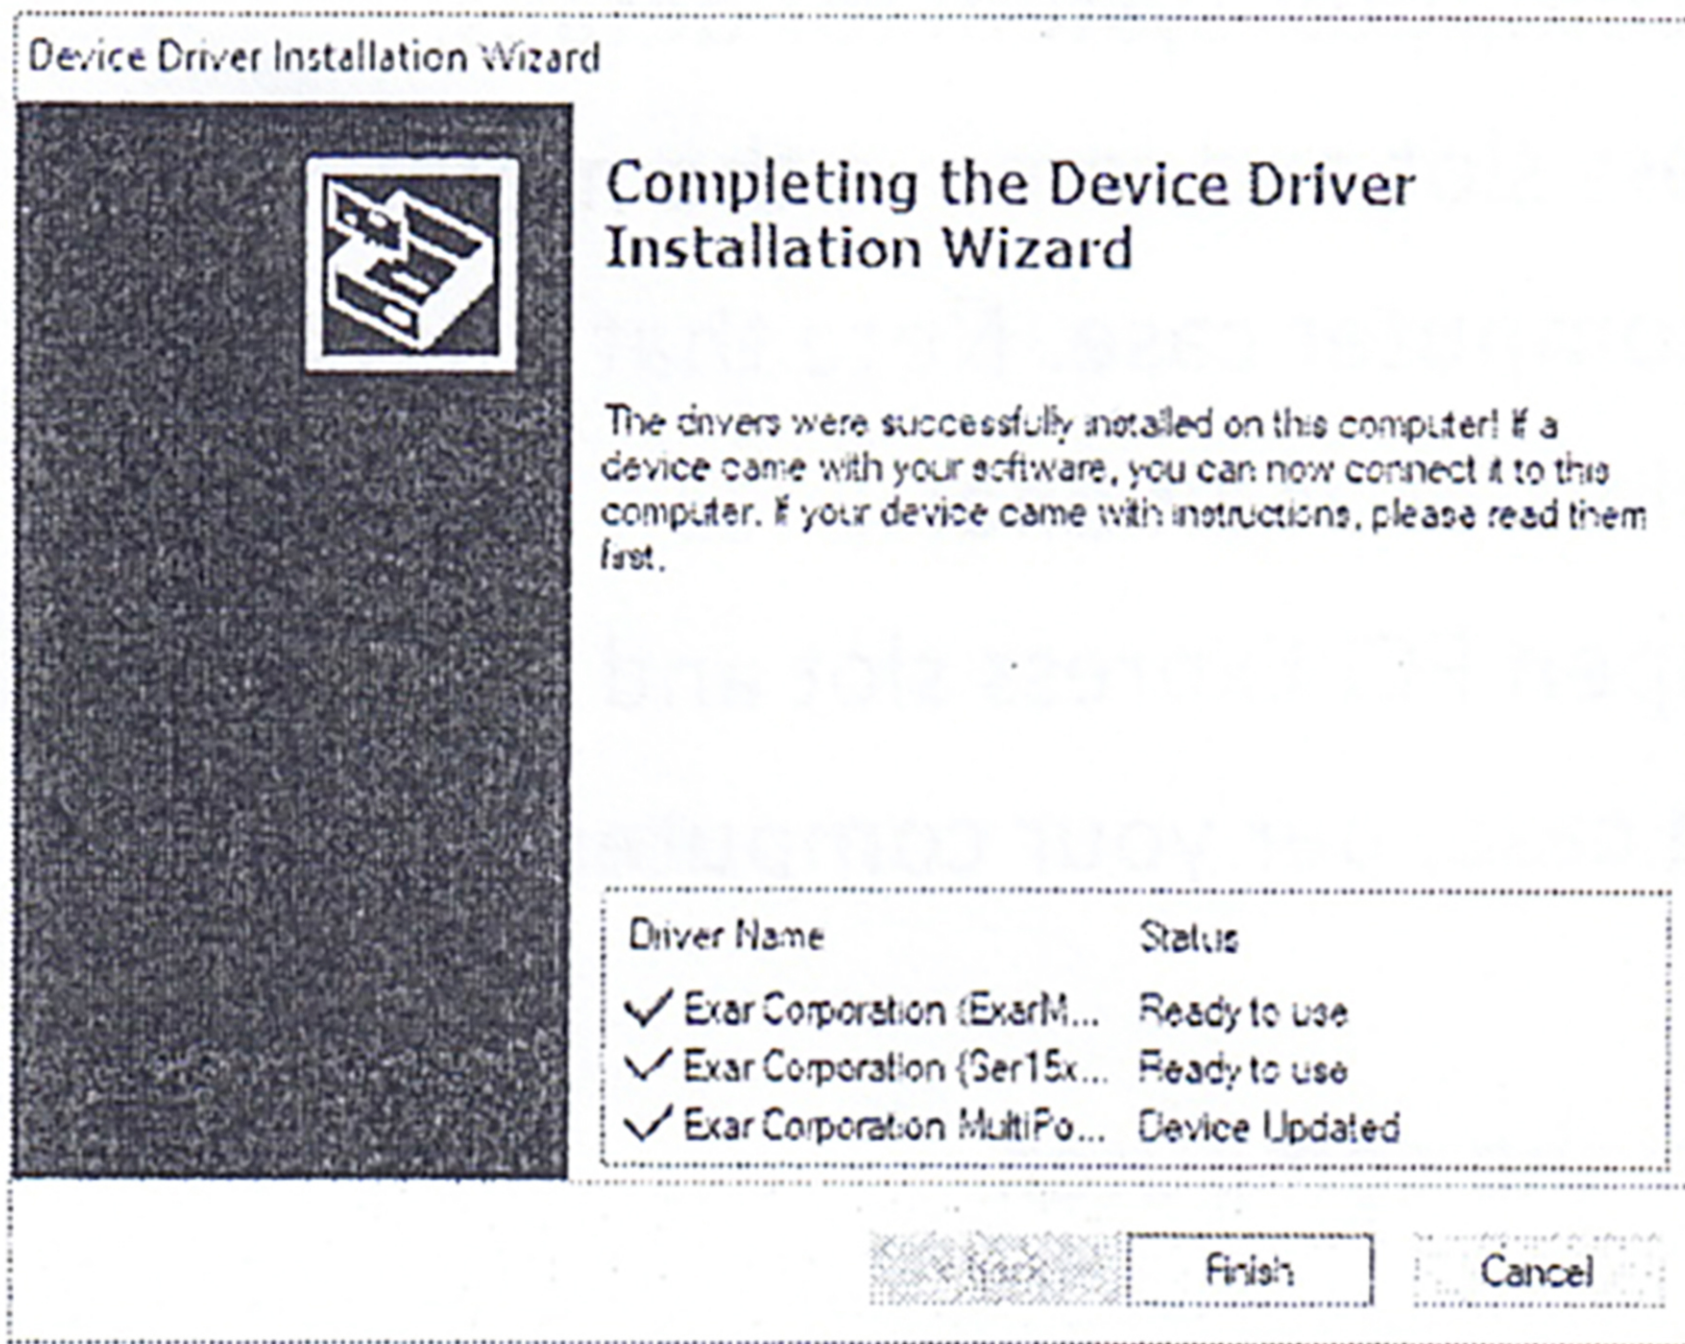 Device Driver Installation Wizard
Completing the Device Driver
Installation Wizard
The drivers were successfully installed on this computer! If a
device came with your software, you can now connect it to this
computer. If your device came with instructions, please read them
first.
Driver Name Status
Exar Corporation (ExarM... Ready to use
Exar Corporation (Ser15x... Ready to use
Exar Corporation MultiPo... Device Updated
< Back Finish Cancel